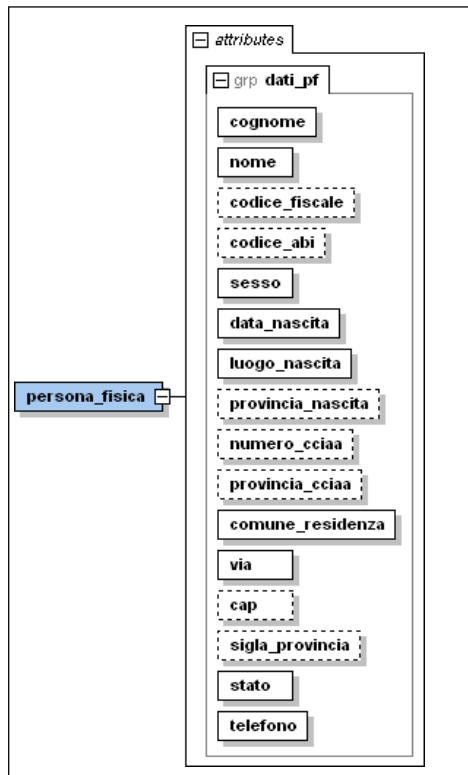 attributes
grp dati_pf
cognome
nome
codice_fiscale
codice_abi
sesso
data_nascita
luogo_nascita
persona_fisica
provincia_nascita
numero_cciaa
provincia_cciaa
comune_residenza
via
cap
sigla_provincia
stato
telefono